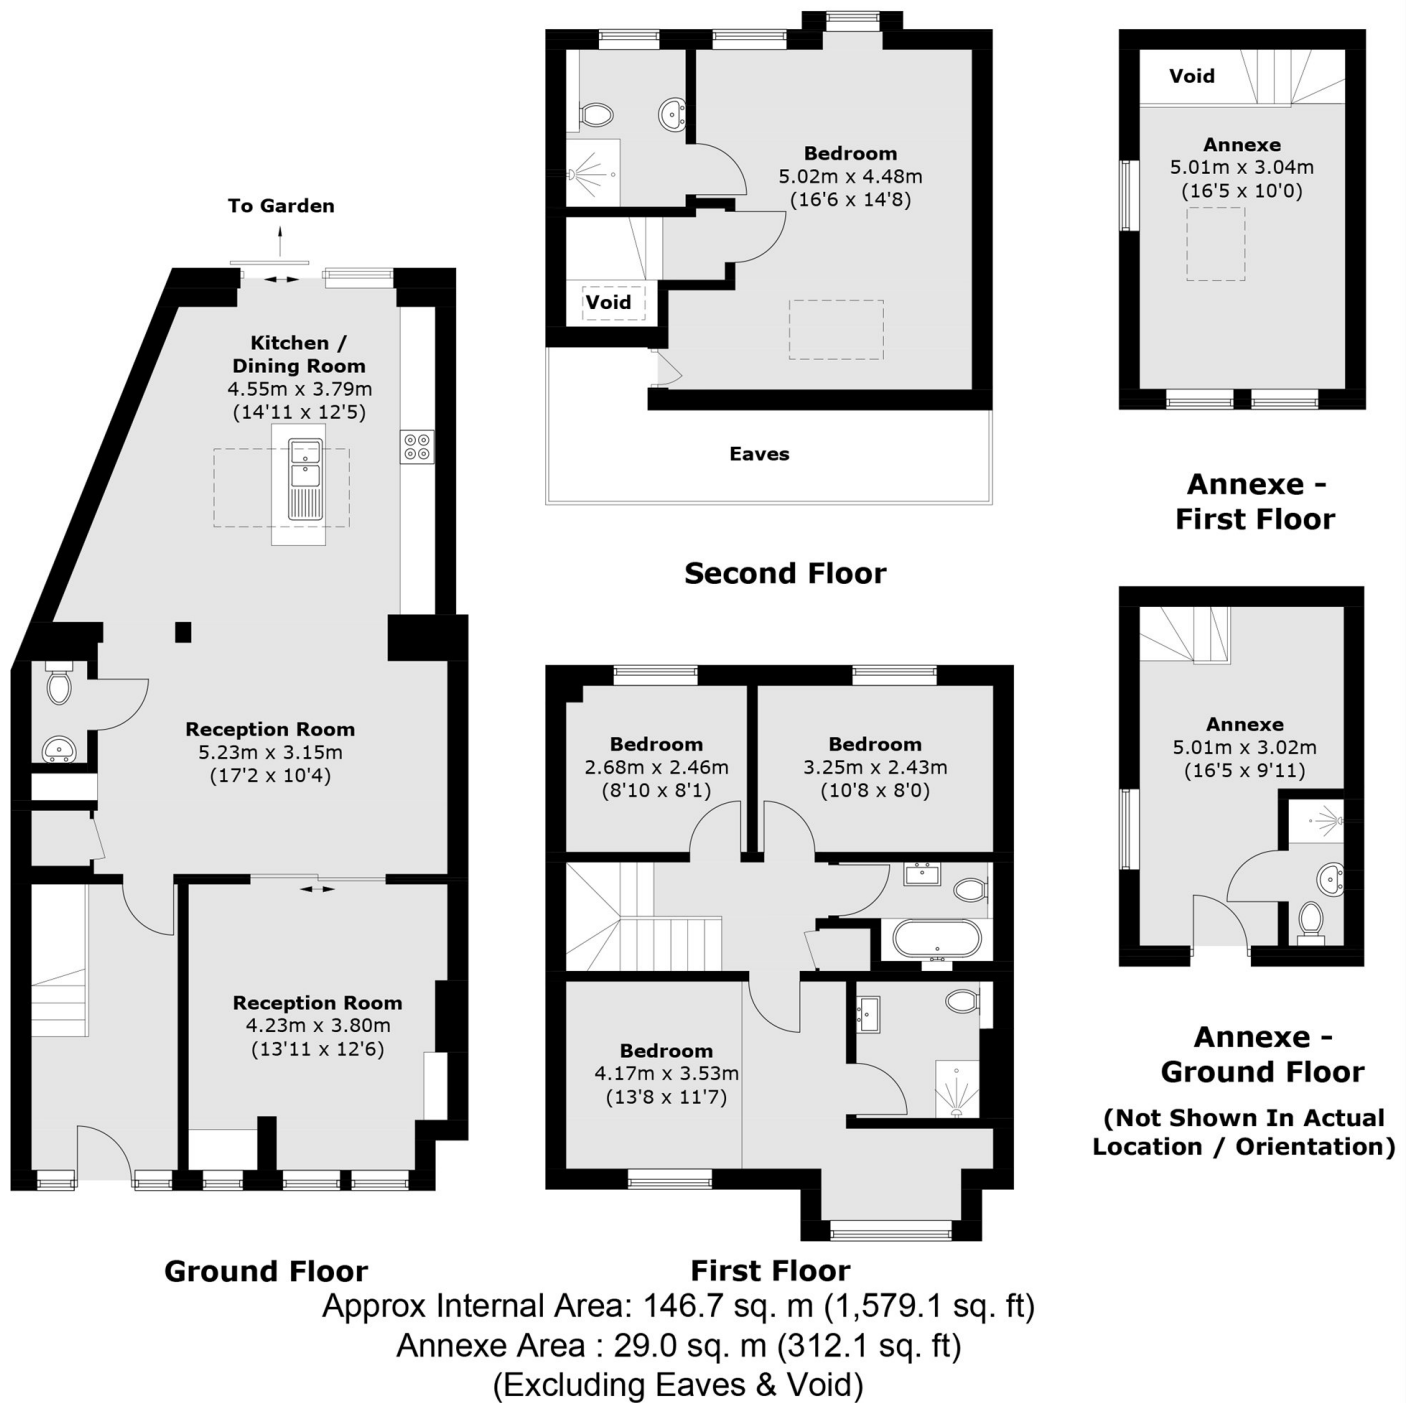 To Garden
Kitchen /
Dining Room
4.55m x 3.79m
(14'11 x 12'5)
Reception Room
5.23m x 3.15m
(17'2 x 10'4)
Reception Room
4.23m x 3.80m
(13'11 x 12'6)
Ground Floor
Bedroom
5.02m x 4.48m
(16'6 x 14'8)
Void
Eaves
Second Floor
Bedroom
2.68m x 2.46m
(8'10 x 8'1)
Bedroom
3.25m x 2.43m
(10'8 x 8'0)
Bedroom
4.17m x 3.53m
(13'8 x 11'7)
First Floor
Void
Annexe
5.01m x 3.04m
(16'5 x 10'0)
Annexe -
First Floor
Annexe
5.01m x 3.02m
(16'5 x 9'11)
Annexe -
Ground Floor
(Not Shown In Actual
Location / Orientation)
Approx Internal Area: 146.7 sq. m (1,579.1 sq. ft)
Annexe Area : 29.0 sq. m (312.1 sq. ft)
(Excluding Eaves & Void)